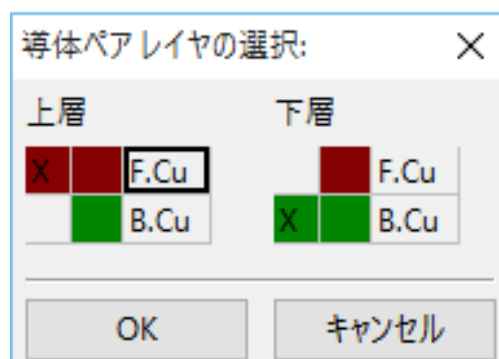 導体ペアレイヤの選択:
上層 下層
X F.Cu F.Cu
B.Cu X B.Cu
OK キャンセル